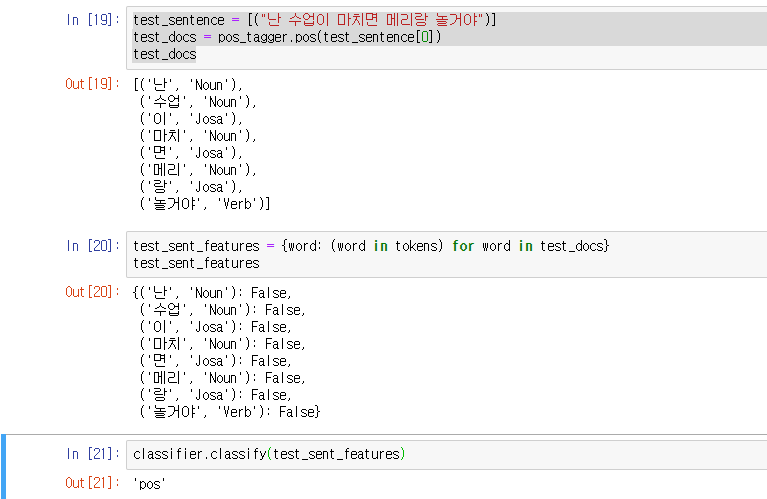 In [19]: test_sentence = [("난 수업이 마치면 메리랑 놀거야")]
test_docs = pos_tagger.pos(test_sentence[0])
test_docs
Out[19]: [('난', 'Noun'),
('수업', 'Noun'),
('이', 'Josa'),
('마치', 'Noun'),
('면', 'Josa'),
('메리', 'Noun'),
('랑', 'Josa'),
('놀거야', 'Verb')]
In [20]: test_sent_features = {word: (word in tokens) for word in test_docs}
test_sent_features
Out[20]: {('난', 'Noun'): False,
('수업', 'Noun'): False,
('이', 'Josa'): False,
('마치', 'Noun'): False,
('면', 'Josa'): False,
('메리', 'Noun'): False,
('랑', 'Josa'): False,
('놀거야', 'Verb'): False}
In [21]: classifier.classify(test_sent_features)
Out[21]: 'pos'